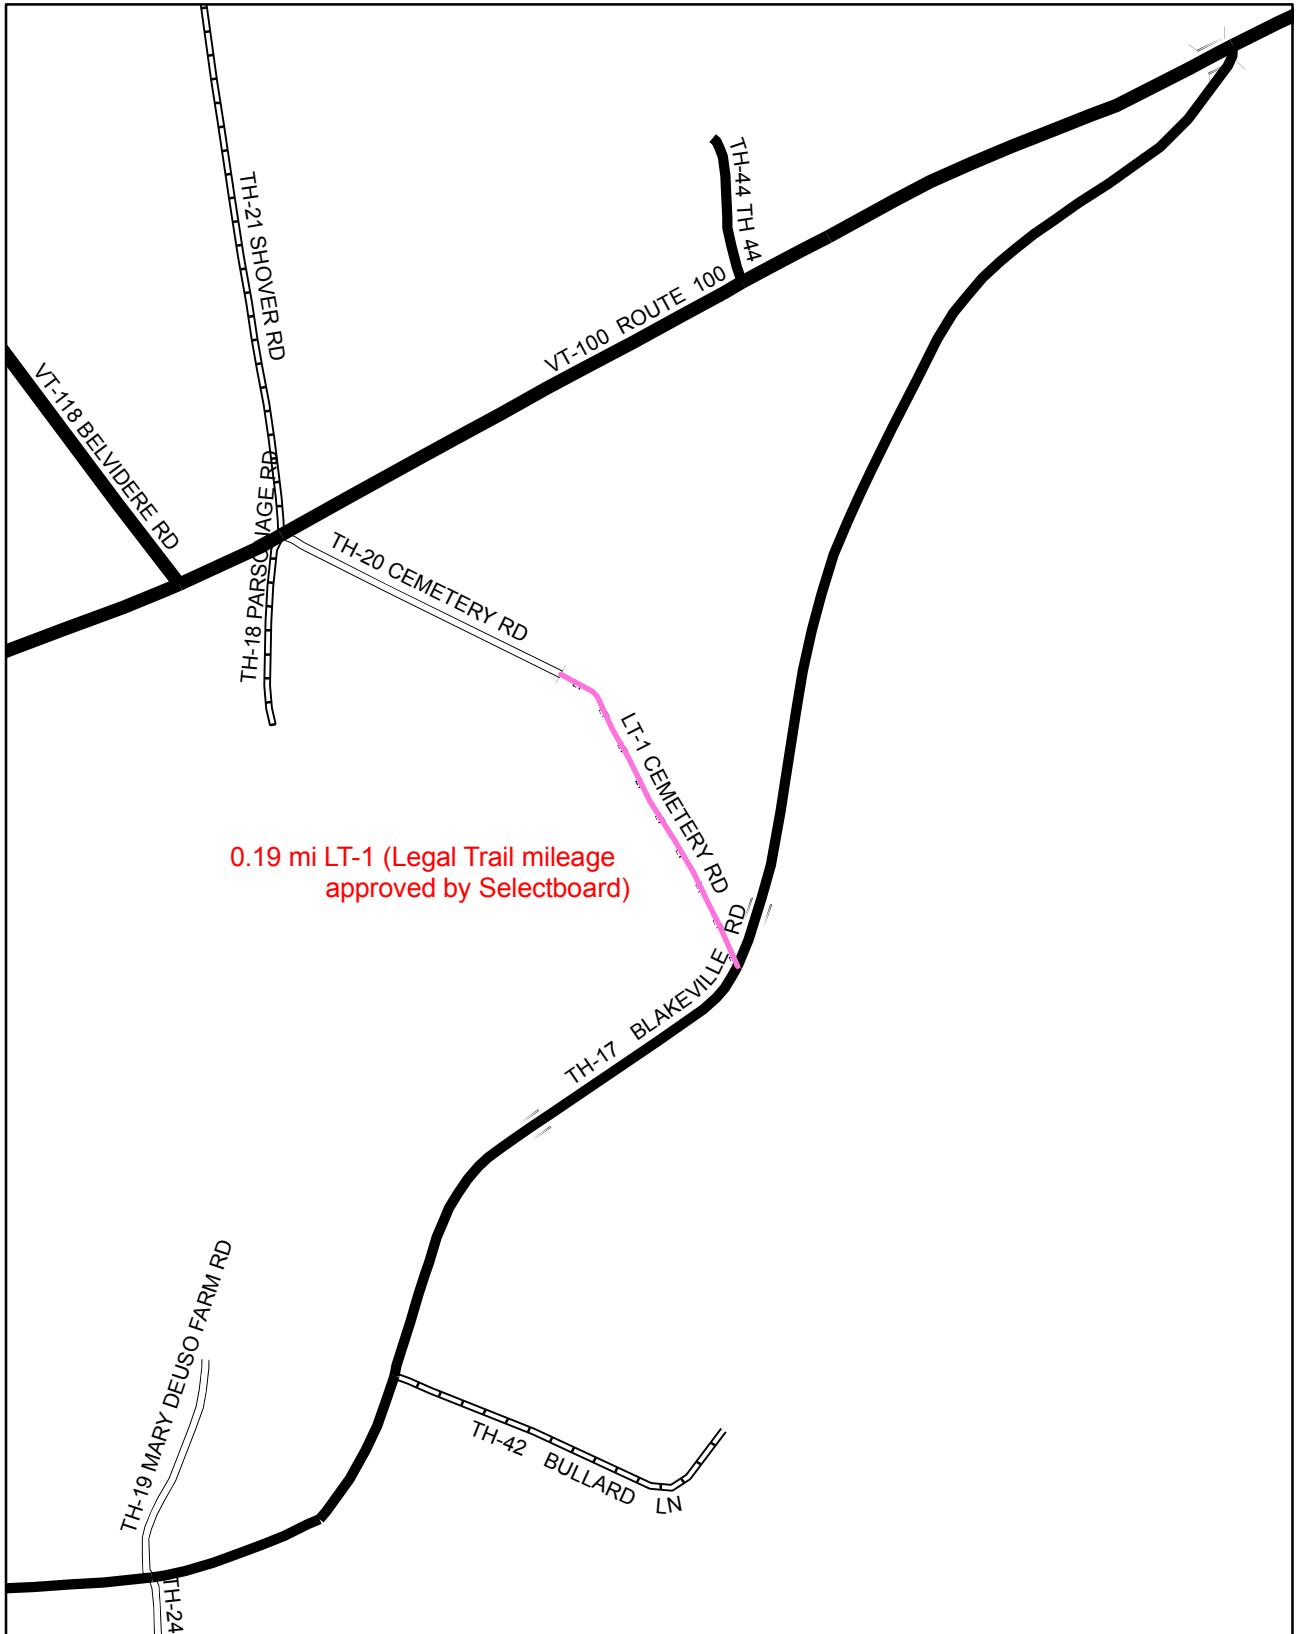 TH-44 TH 44
TH-21 SHOVER RD
VT-100 ROUTE 100
VT-118 BELVIDERE RD
TH-18 PARSONAGE RD
TH-20 CEMETERY RD
LT-1 CEMETERY RD
0.19 mi LT-1 (Legal Trail mileage
approved by Selectboard)
TH-17 BLAKEVILLE RD
TH-19 MARY DEUSO FARM RD
TH-42 BULLARD LN
TH-24